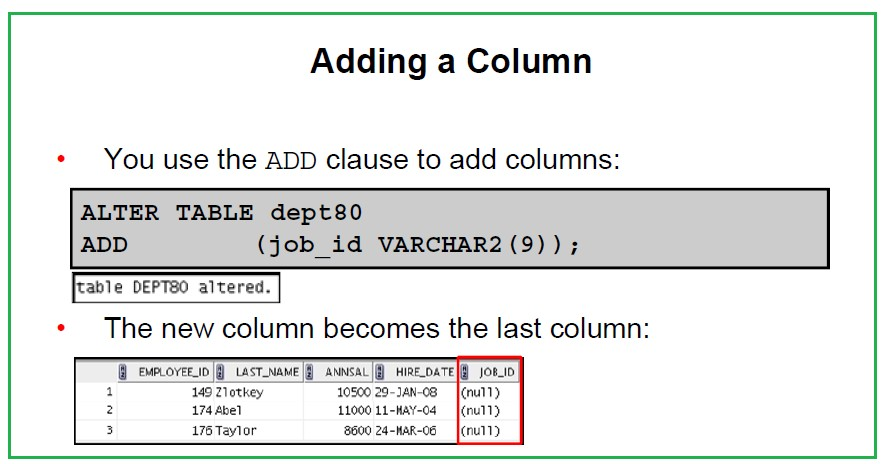 Adding a Column
• You use the ADD clause to add columns:
ALTER TABLE dept80
ADD (job_id VARCHAR2(9));
table DEPT80 altered.
• The new column becomes the last column:
EMPLOYEE_ID LAST_NAME ANNSAL HIRE_DATE JOB_ID
1 149 Zlotkey 10500 29-JAN-08 (null)
2 174 Abel 11000 11-MAY-04 (null)
3 176 Taylor 8600 24-MAR-06 (null)